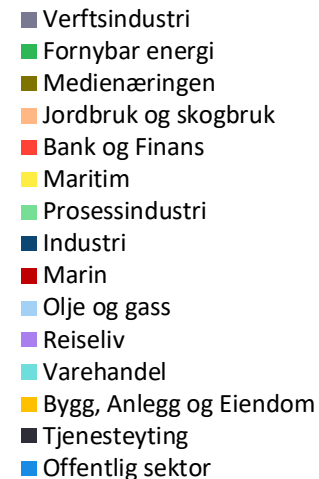 Verftsindustri
Fornybar energi
Medienæringen
Jordbruk og skogbruk
Bank og Finans
Maritim
Prosessindustri
Industri
Marin
Olje og gass
Reiseliv
Varehandel
Bygg, Anlegg og Eiendom
Tjenesteyting
Offentlig sektor